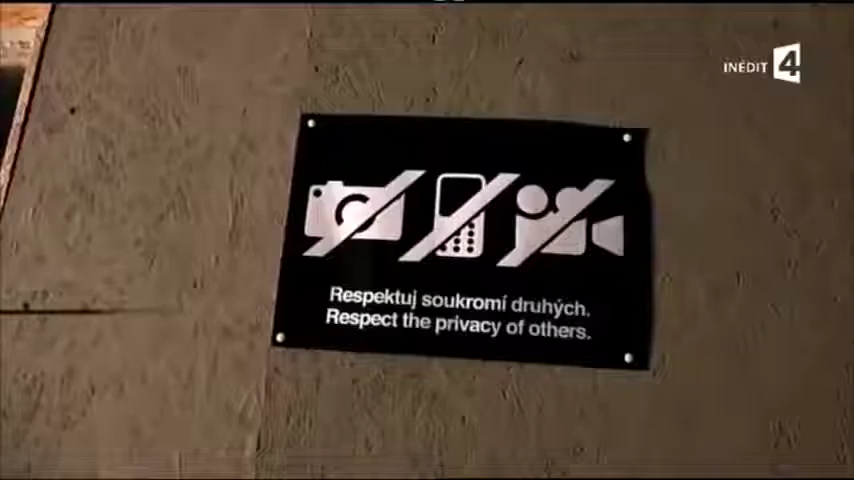 INÉDIT 4
Respektuj soukromí druhých.
Respect the privacy of others.